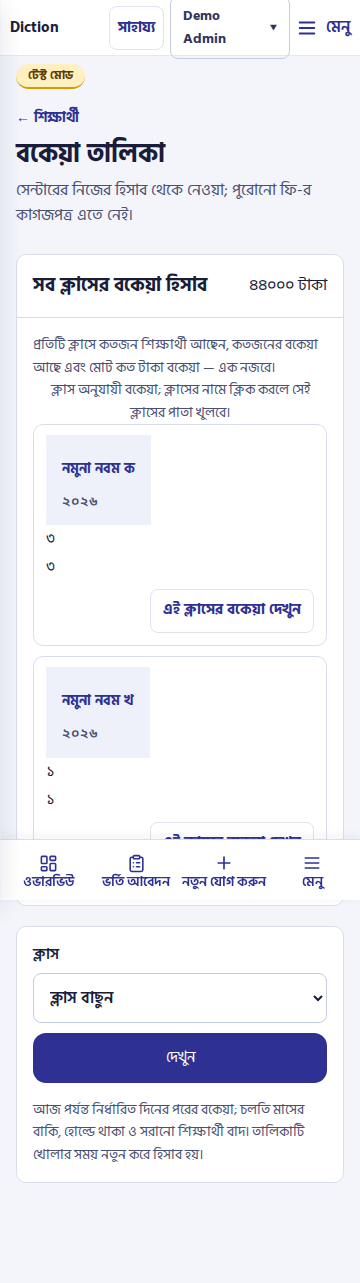 Diction
সাহায্য
Demo
Admin
মেনু
টেস্ট মোড
← শিক্ষার্থী
বকেয়া তালিকা
সেন্টারের নিজের হিসাব থেকে নেওয়া; পুরোনো ফি-র
কাগজপত্র এতে নেই।
সব ক্লাসের বকেয়া হিসাব
৪৪০০০ টাকা
প্রতিটি ক্লাসে কতজন শিক্ষার্থী আছেন, কতজনের বকেয়া
আছে এবং মোট কত টাকা বকেয়া — এক নজরে।
ক্লাস অনুযায়ী বকেয়া; ক্লাসের নামে ক্লিক করলে সেই
ক্লাসের পাতা খুলবে।
নমুনা নবম ক
২০২৬
৩
৩
এই ক্লাসের বকেয়া দেখুন
নমুনা নবম খ
২০২৬
১
১
ওভারভিউ
ভর্তি আবেদন
নতুন যোগ করুন
মেনু
ক্লাস
ক্লাস বাছুন
দেখুন
আজ পর্যন্ত নির্ধারিত দিনের পরের বকেয়া; চলতি মাসের
বাকি, হোল্ডে থাকা ও সরানো শিক্ষার্থী বাদ। তালিকাটি
খোলার সময় নতুন করে হিসাব হয়।